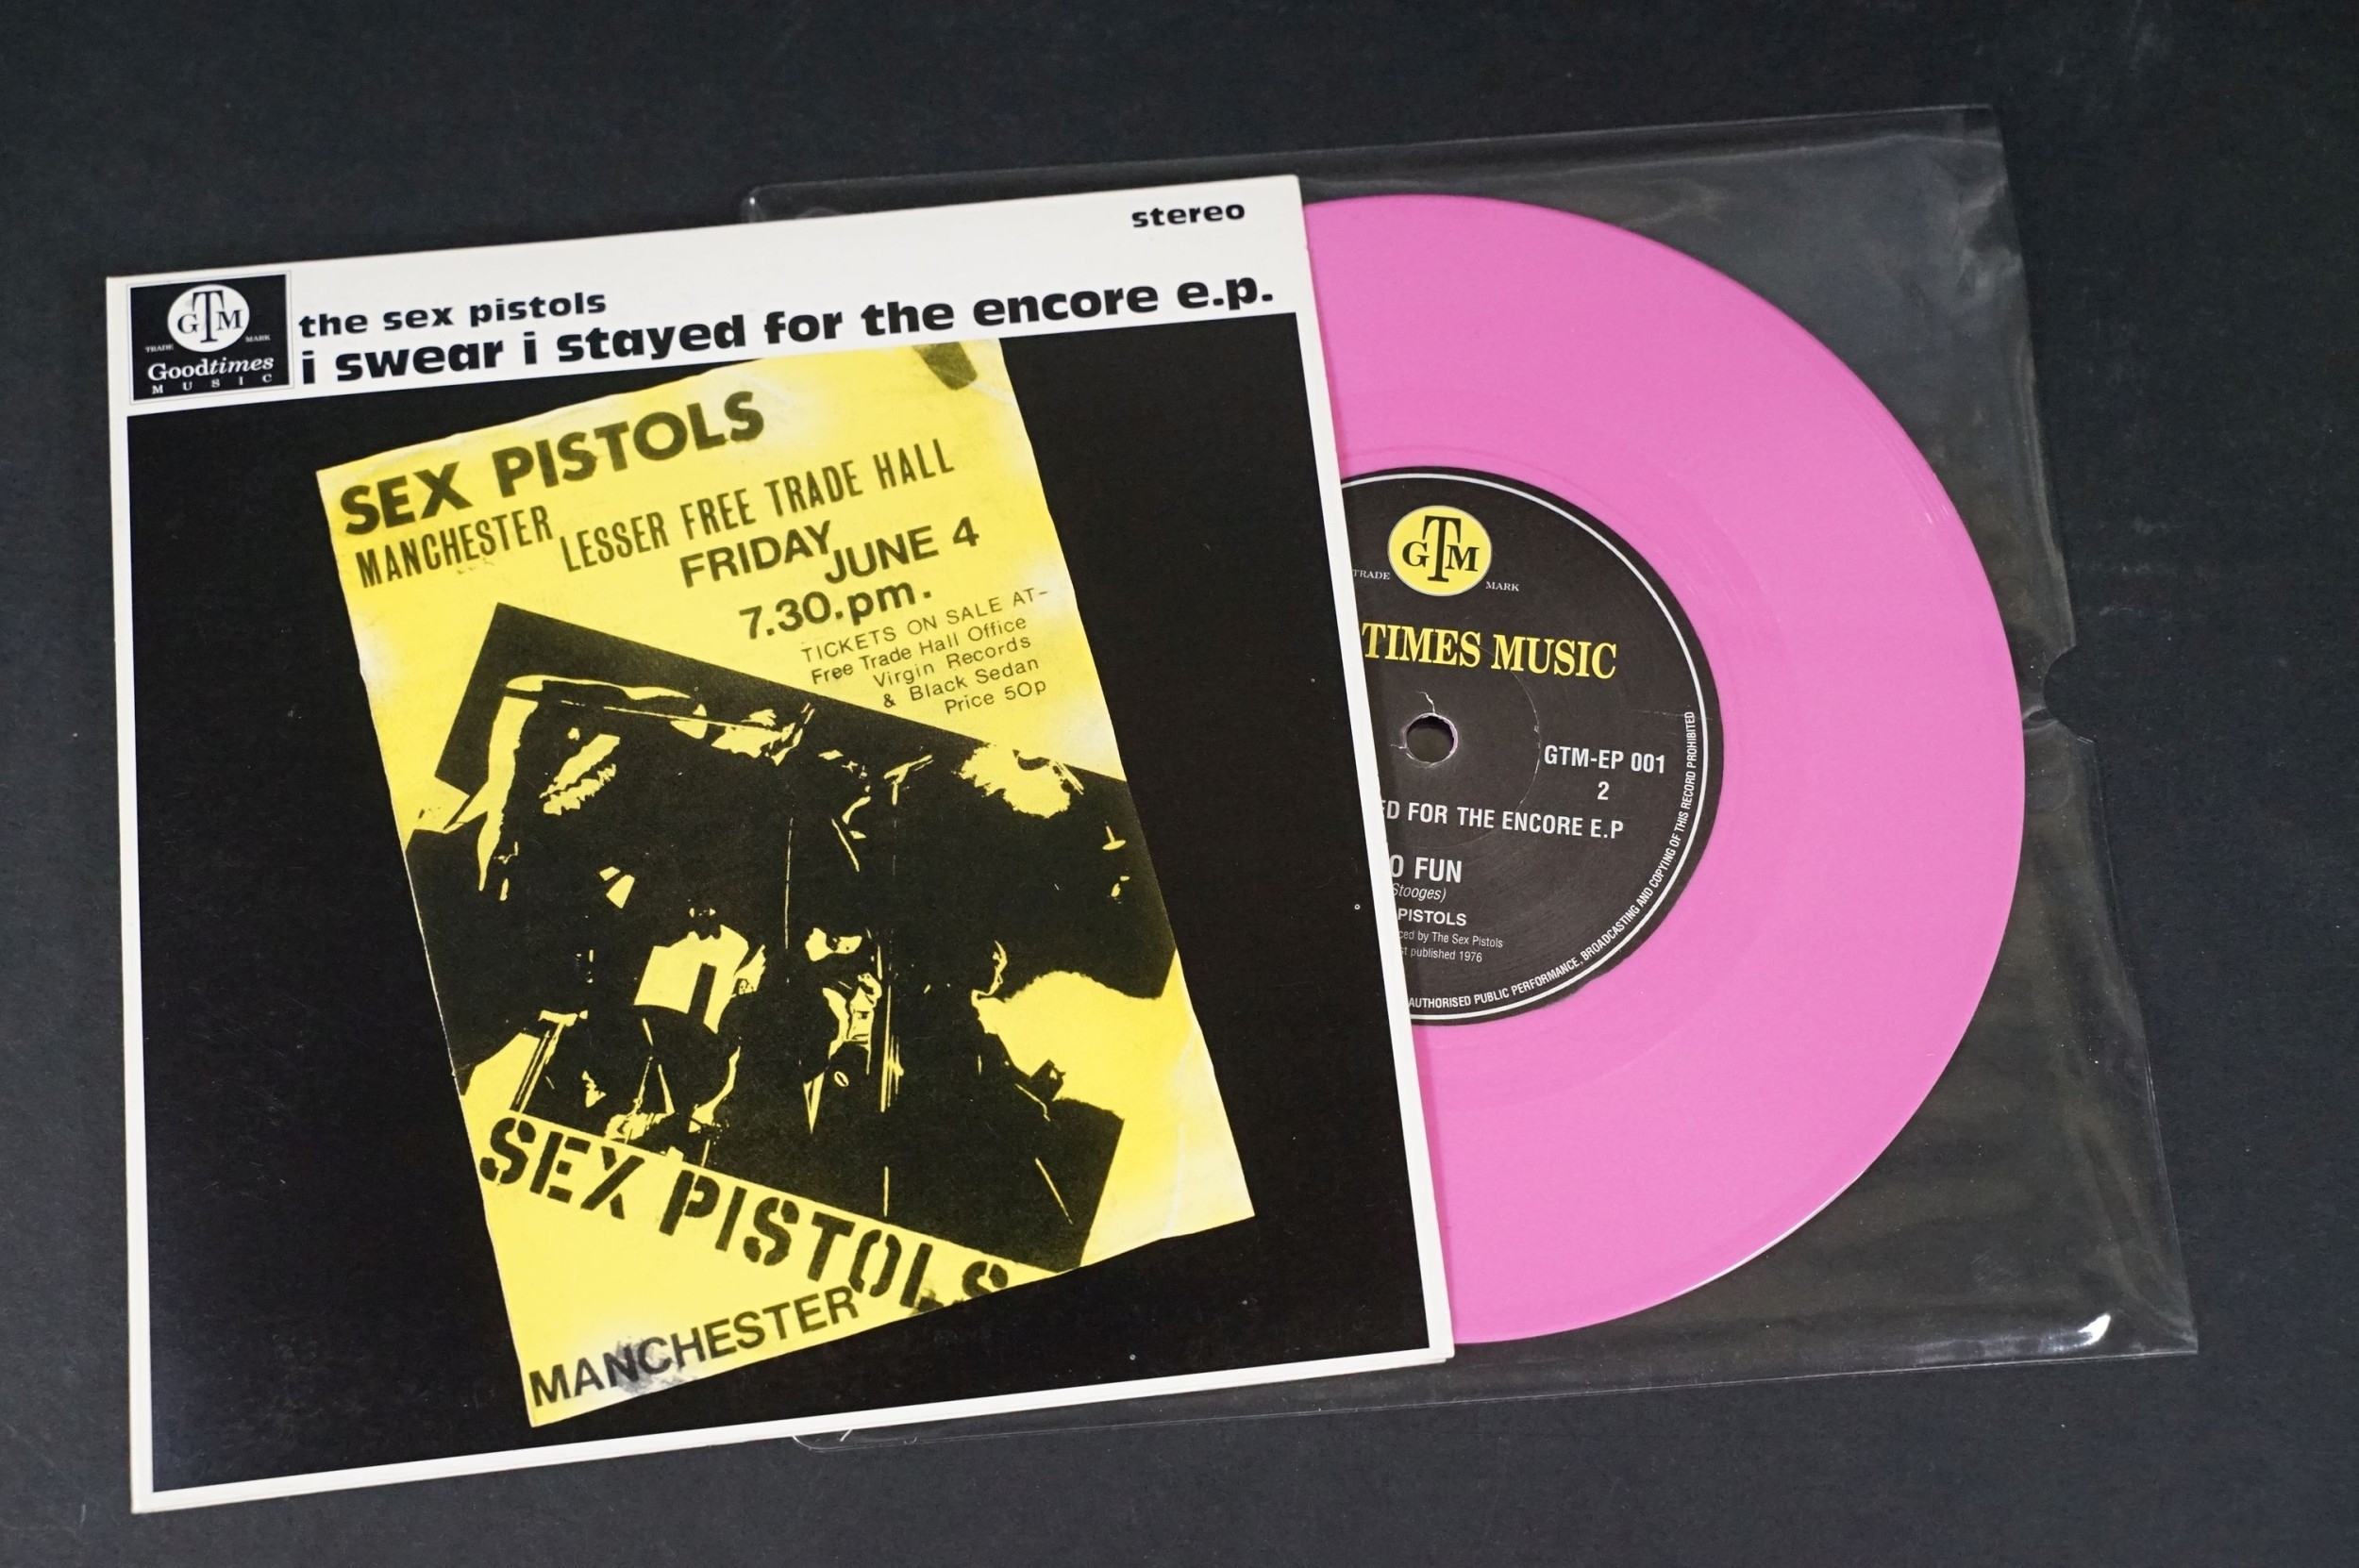 stereo
GTM
TRADE MARK
Goodtimes
MUSIC
the sex pistols
i swear i stayed for the encore e.p.
SEX PISTOLS
MANCHESTER LESSER FREE TRADE HALL
FRIDAY JUNE 4
7.30.pm.
TICKETS ON SALE AT-
Free Trade Hall Office
Virgin Records
& Black Sedan
Price 50p
SEX PISTOLS
MANCHESTER
GTM
TRADE MARK
TIMES MUSIC
GTM-EP 001
2
ED FOR THE ENCORE E.P
O FUN
Stooges)
PISTOLS
ced by The Sex Pistols
st published 1976
AUTHORISED PUBLIC PERFORMANCE, BROADCASTING AND COPYING OF THIS RECORD PROHIBITED